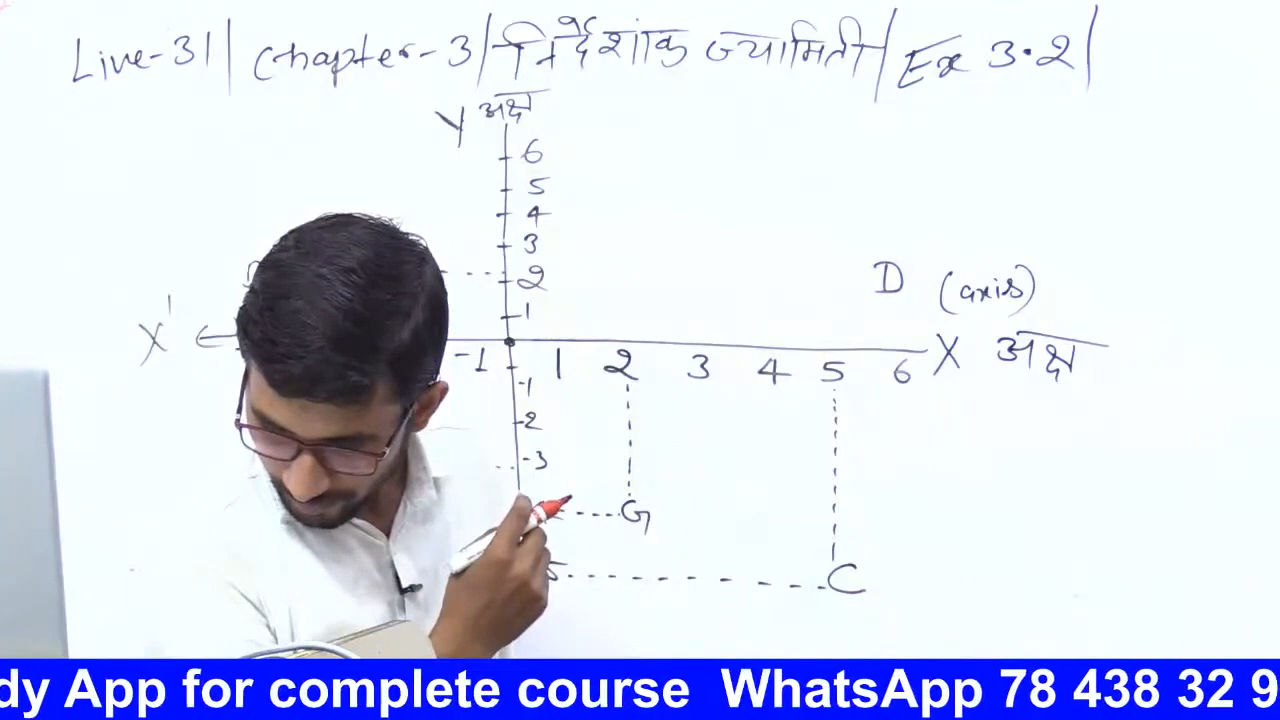 Live-31 | Chapter-3 | निर्देशांक ज्यामिती | Ex 3.2 |
Y अक्ष
6
5
4
3
2
1
D (axis)
X' -1 1 2 3 4 5 6 X अक्ष
-1
-2
-3
G
C
dy App for complete course WhatsApp 78 438 32 9